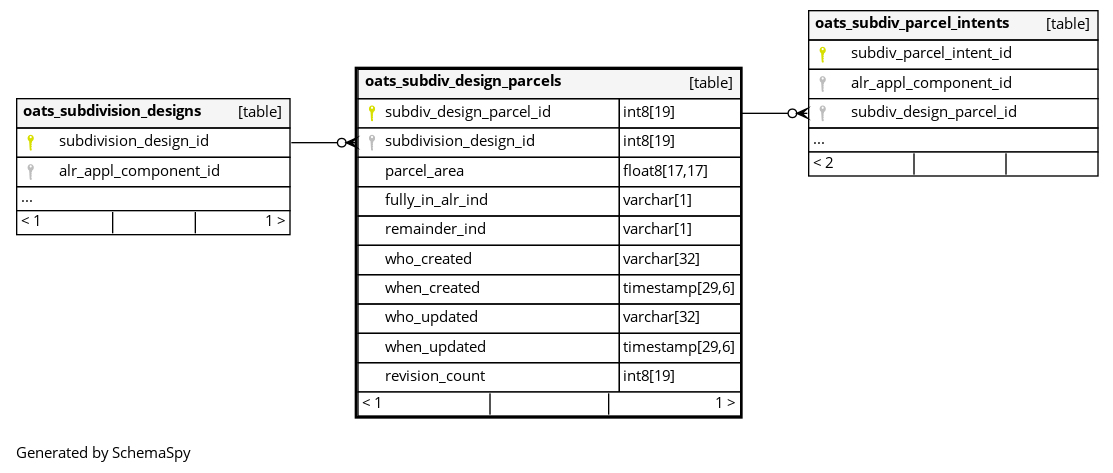 oats_subdivision_designs [table]
subdivision_design_id
alr_appl_component_id
...
< 1 1 >
oats_subdiv_design_parcels [table]
subdiv_design_parcel_id int8[19]
subdivision_design_id int8[19]
parcel_area float8[17,17]
fully_in_alr_ind varchar[1]
remainder_ind varchar[1]
who_created varchar[32]
when_created timestamp[29,6]
who_updated varchar[32]
when_updated timestamp[29,6]
revision_count int8[19]
< 1 1 >
oats_subdiv_parcel_intents [table]
subdiv_parcel_intent_id
alr_appl_component_id
subdiv_design_parcel_id
...
< 2
Generated by SchemaSpy